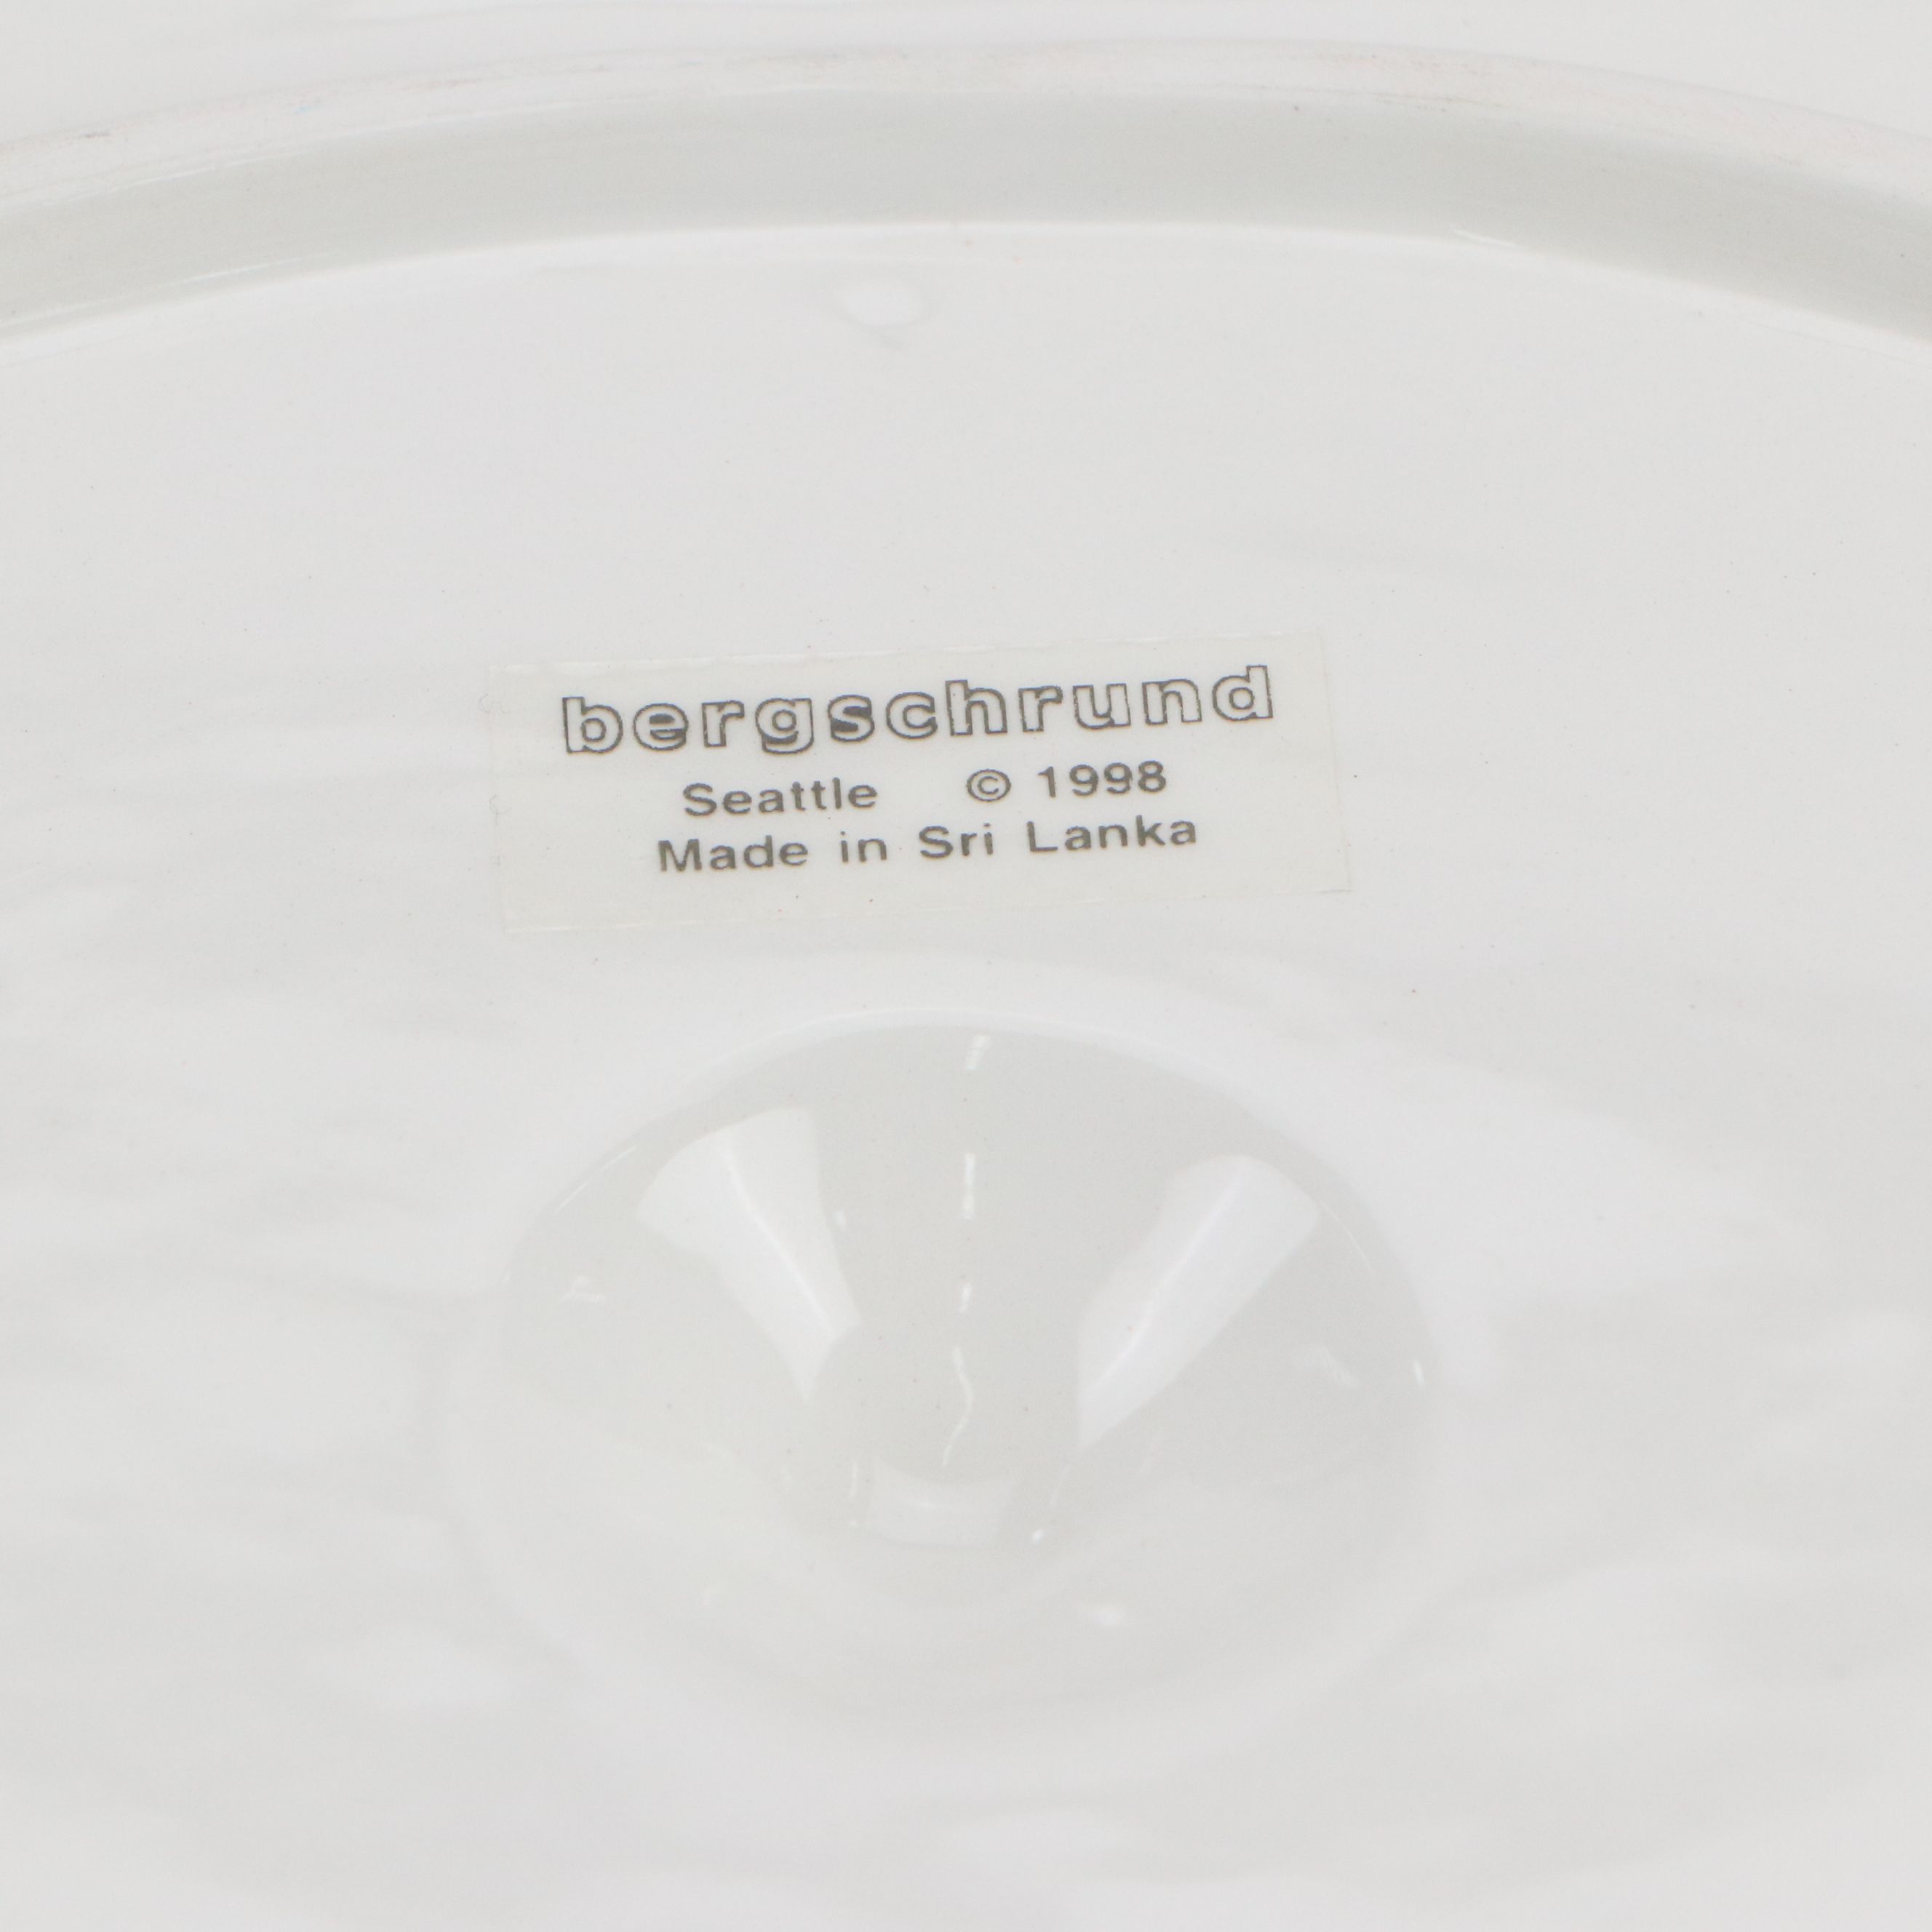 bergschrund
Seattle © 1998
Made in Sri Lanka